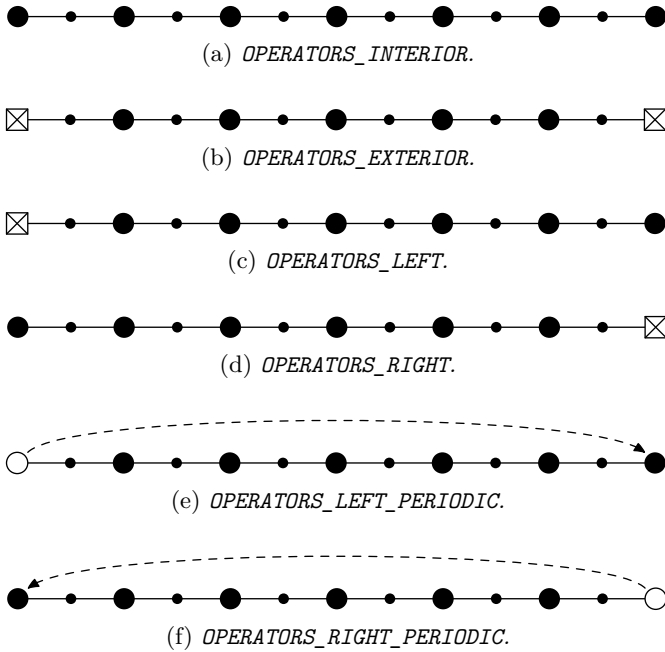 (a) OPERATORS_INTERIOR.
(b) OPERATORS_EXTERIOR.
(c) OPERATORS_LEFT.
(d) OPERATORS_RIGHT.
(e) OPERATORS_LEFT_PERIODIC.
(f) OPERATORS_RIGHT_PERIODIC.